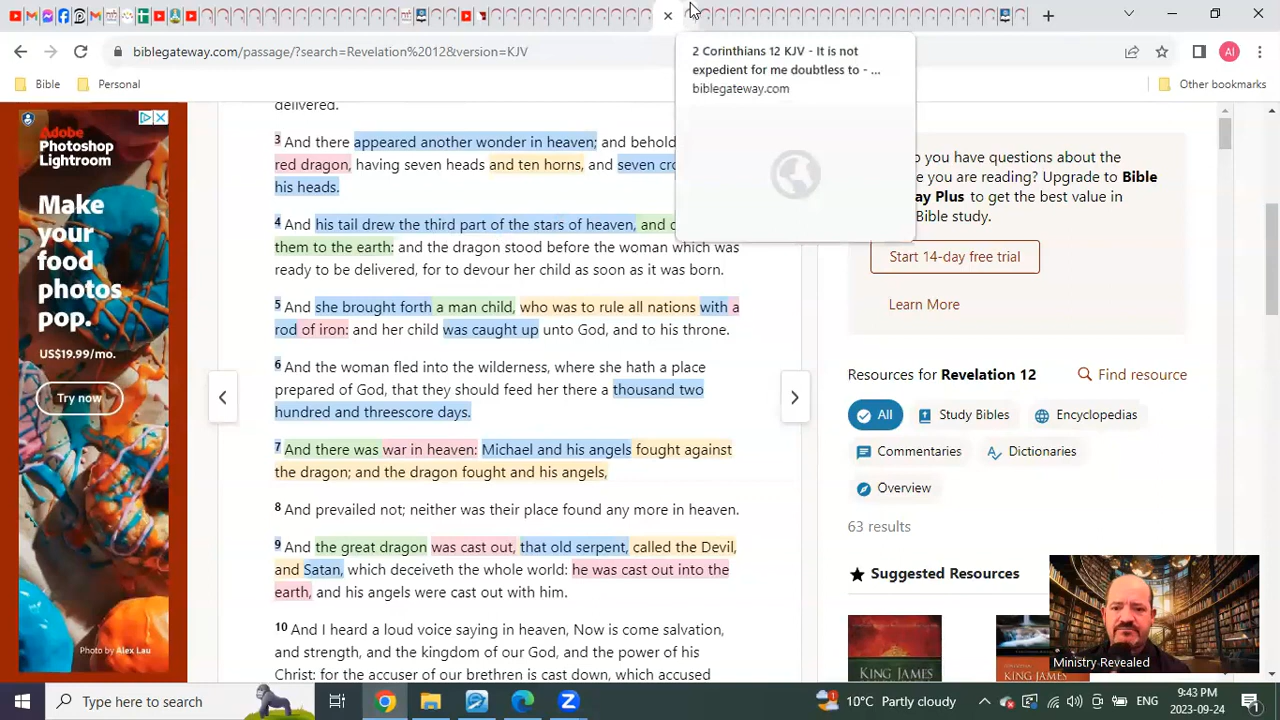 biblegateway.com/passage/?search=Revelation%2012&version=KJV
AI
Bible
Personal
Other bookmarks
2 Corinthians 12 KJV - It is not
expedient for me doubtless to - ...
biblegateway.com
Adobe
Photoshop
Lightroom
Make
your
food
photos
pop.
US$19.99/mo.
Try now
Photo by Alex Lau
delivered.
3 And there appeared another wonder in heaven; and behold
red dragon, having seven heads and ten horns, and seven
his heads.
4 And his tail drew the third part of the stars of heaven, and
them to the earth: and the dragon stood before the woman which was
ready to be delivered, for to devour her child as soon as it was born.
5 And she brought forth a man child, who was to rule all nations with a
rod of iron: and her child was caught up unto God, and to his throne.
6 And the woman fled into the wilderness, where she hath a place
prepared of God, that they should feed her there a thousand two
hundred and threescore days.
7 And there was war in heaven: Michael and his angels fought against
the dragon; and the dragon fought and his angels,
8 And prevailed not; neither was their place found any more in heaven.
9 And the great dragon was cast out, that old serpent, called the Devil,
and Satan, which deceiveth the whole world: he was cast out into the
earth, and his angels were cast out with him.
10 And I heard a loud voice saying in heaven, Now is come salvation,
and strength, and the kingdom of our God, and the power of his
Christ: for the accuser of our brethren is cast down, which accused
you have questions about the
you are reading? Upgrade to Bible
Plus to get the best value in
Bible study.
Start 14-day free trial
Learn More
Resources for Revelation 12
Find resource
All
Study Bibles
Encyclopedias
Commentaries
Dictionaries
Overview
63 results
Suggested Resources
KING JAMES
KING JAMES
Ministry Revealed
Type here to search
1
10°C Partly cloudy
ENG
9:43 PM
2023-09-24
1